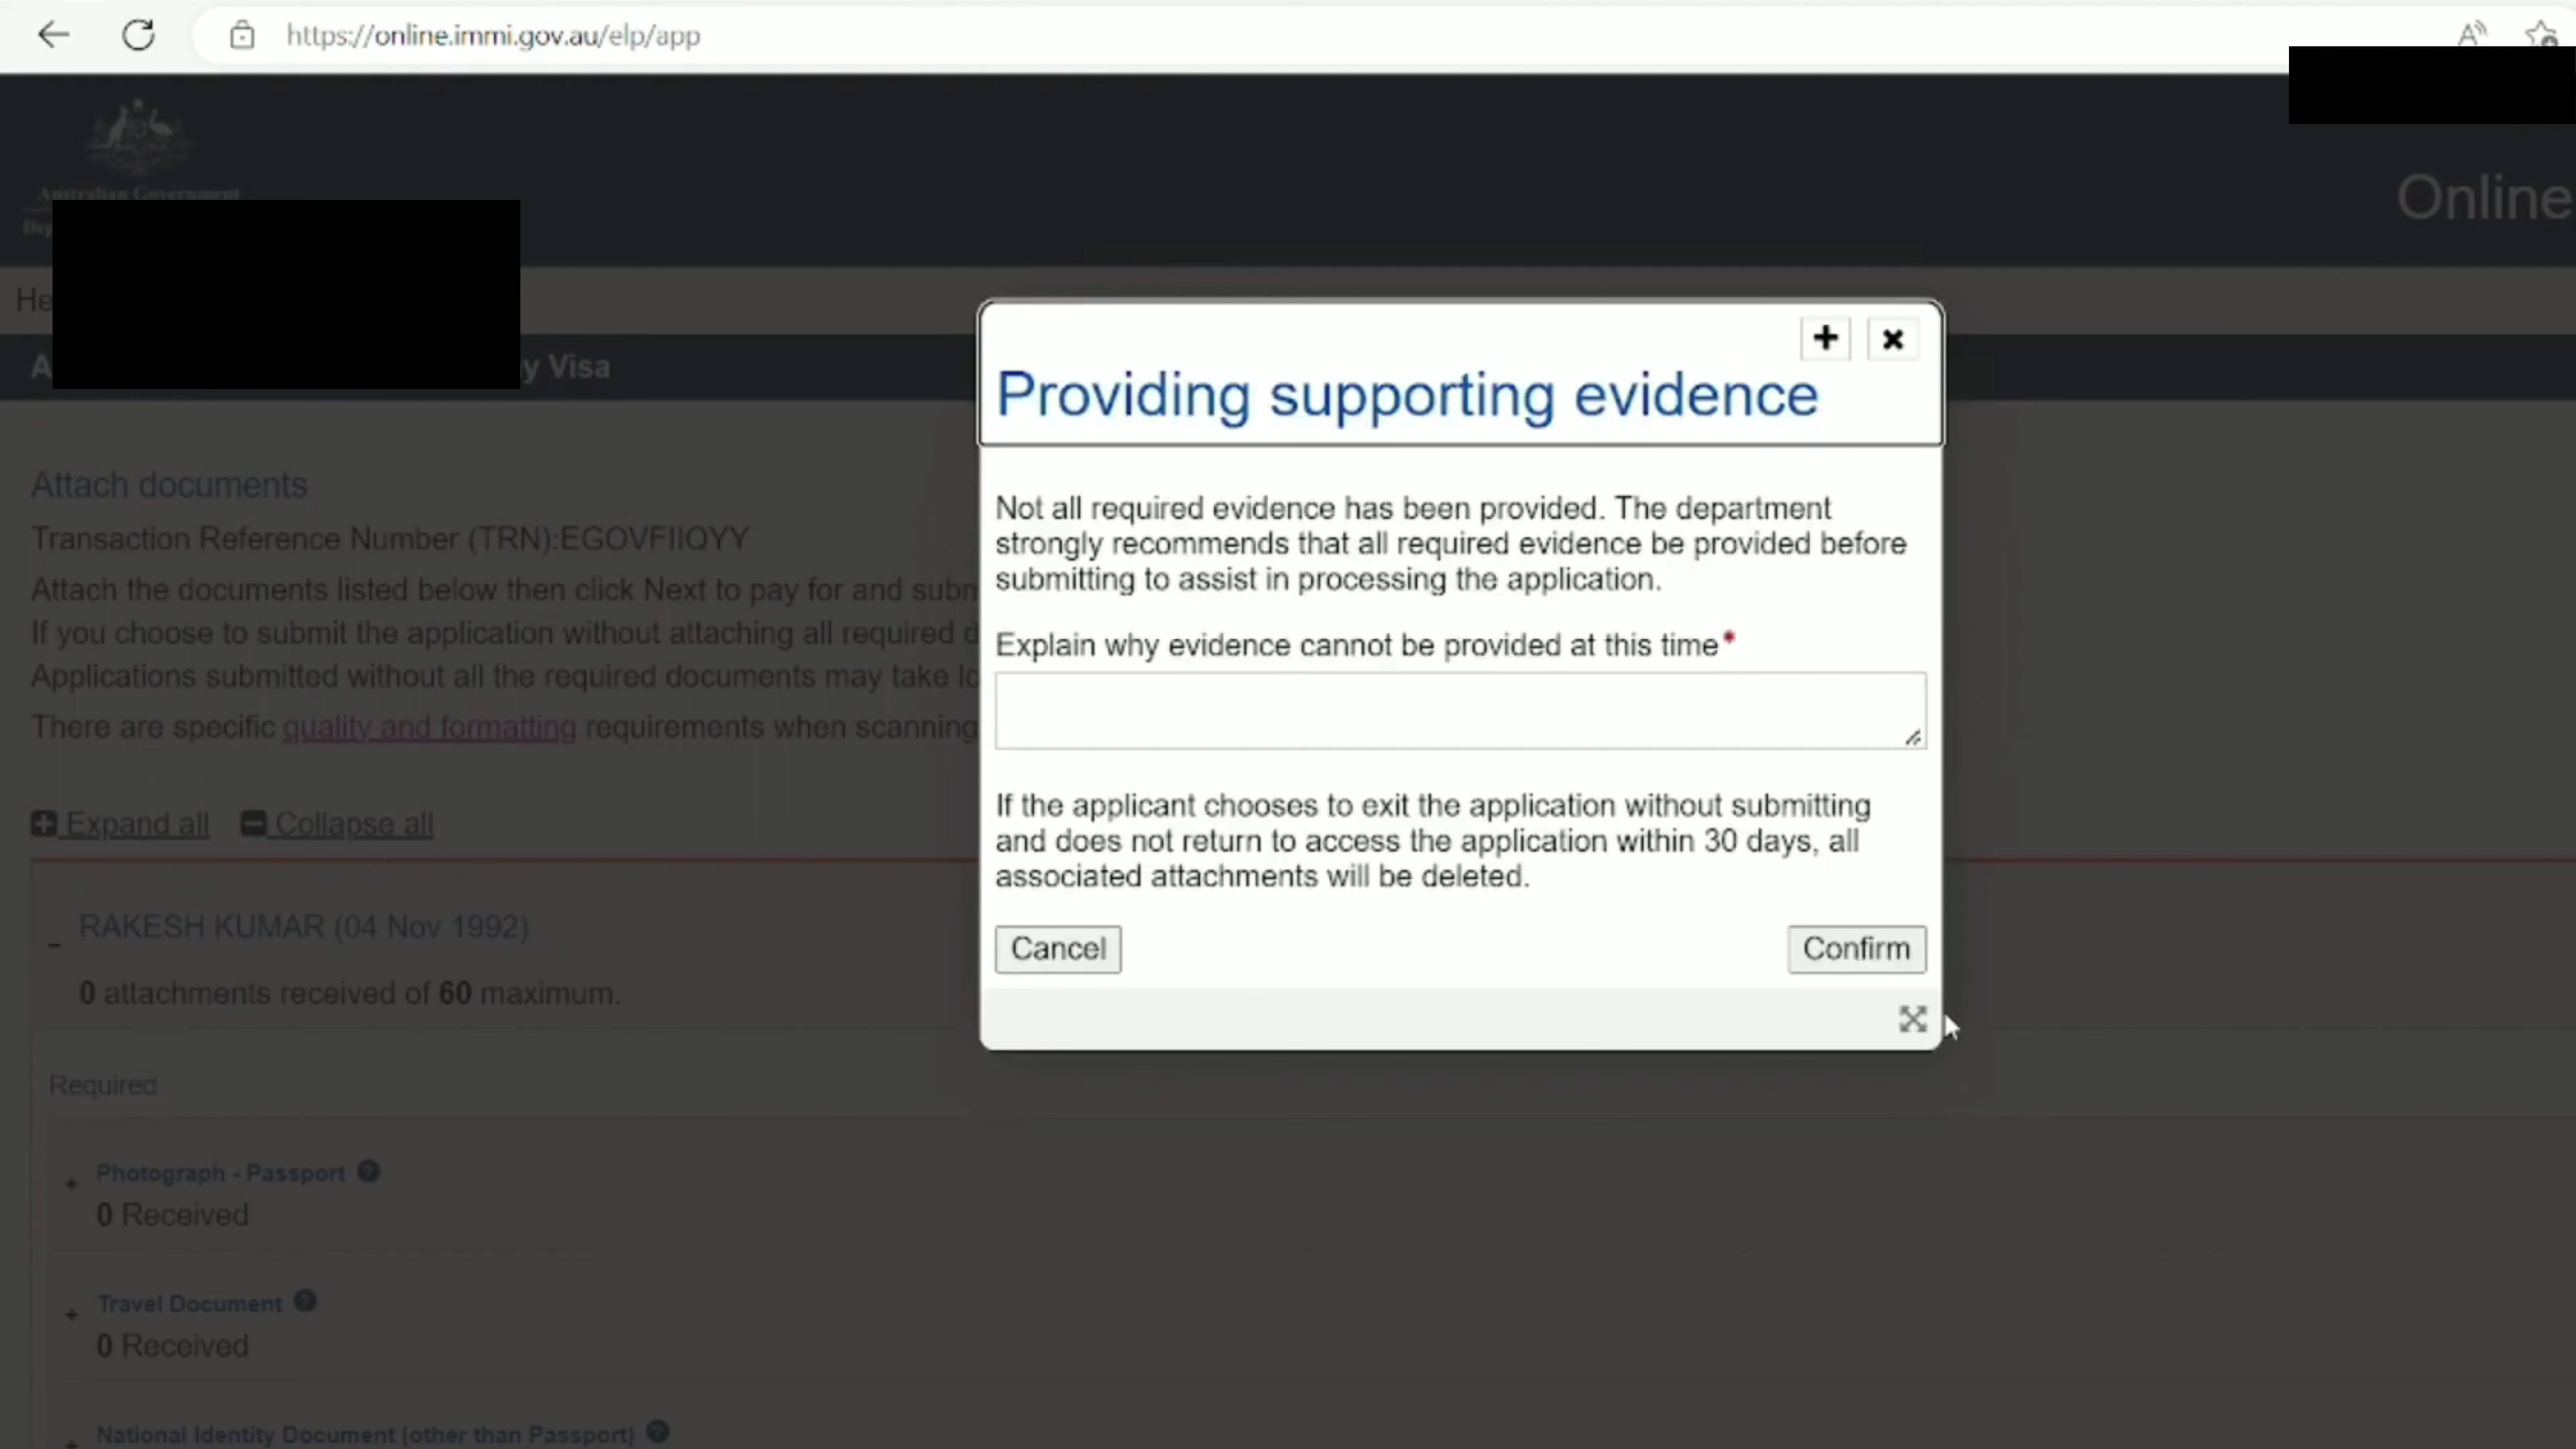 https://online.immi.gov.au/elp/app
Australian Government
Online
y Visa
Attach documents
Transaction Reference Number (TRN):EGOVFIIQYY
Attach the documents listed below then click Next to pay for and subm
If you choose to submit the application without attaching all required d
Applications submitted without all the required documents may take lo
There are specific quality and formatting requirements when scanning
Expand all Collapse all
RAKESH KUMAR (04 Nov 1992)
0 attachments received of 60 maximum.
Required
Photograph - Passport
0 Received
Travel Document
0 Received
National Identity Document (other than Passport)
Providing supporting evidence
Not all required evidence has been provided. The department
strongly recommends that all required evidence be provided before
submitting to assist in processing the application.
Explain why evidence cannot be provided at this time*
If the applicant chooses to exit the application without submitting
and does not return to access the application within 30 days, all
associated attachments will be deleted.
Cancel Confirm